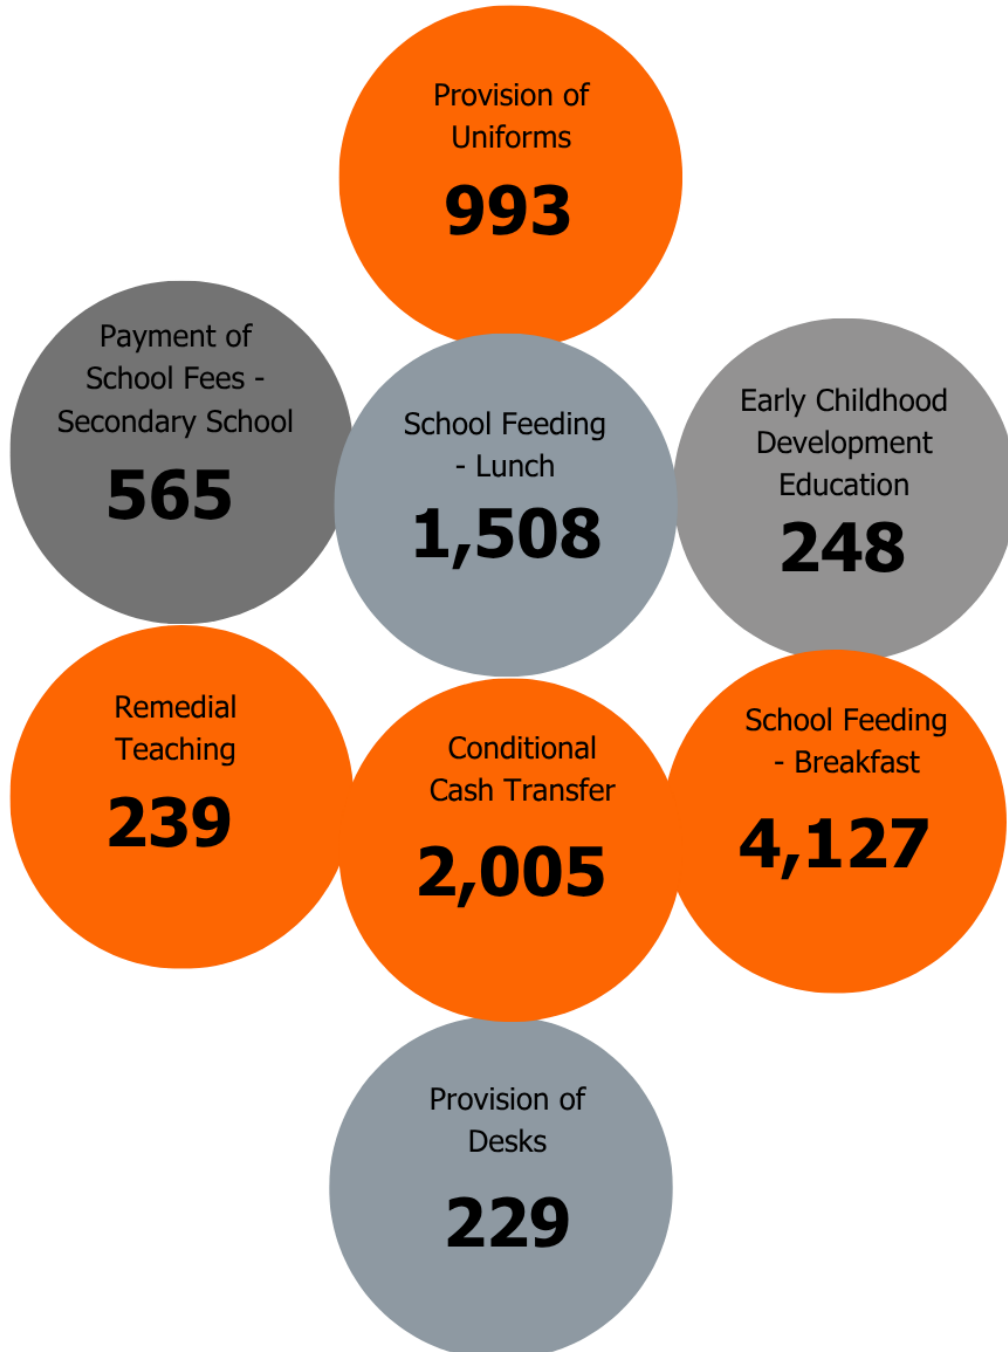 Provision of
Uniforms
993
Payment of
School Fees -
Secondary School
565
School Feeding
- Lunch
1,508
Early Childhood
Development
Education
248
Remedial
Teaching
239
Conditional
Cash Transfer
2,005
School Feeding
- Breakfast
4,127
Provision of
Desks
229